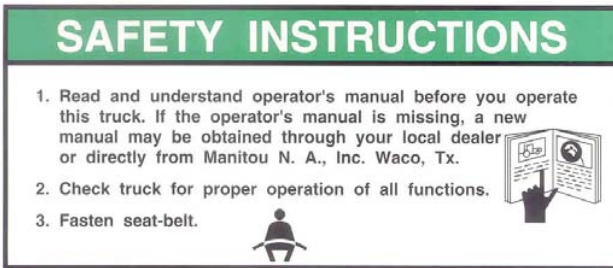 SAFETY INSTRUCTIONS
1. Read and understand operator's manual before you operate
this truck. If the operator's manual is missing, a new
manual may be obtained through your local dealer
or directly from Manitou N. A., Inc. Waco, Tx.
2. Check truck for proper operation of all functions.
3. Fasten seat-belt.